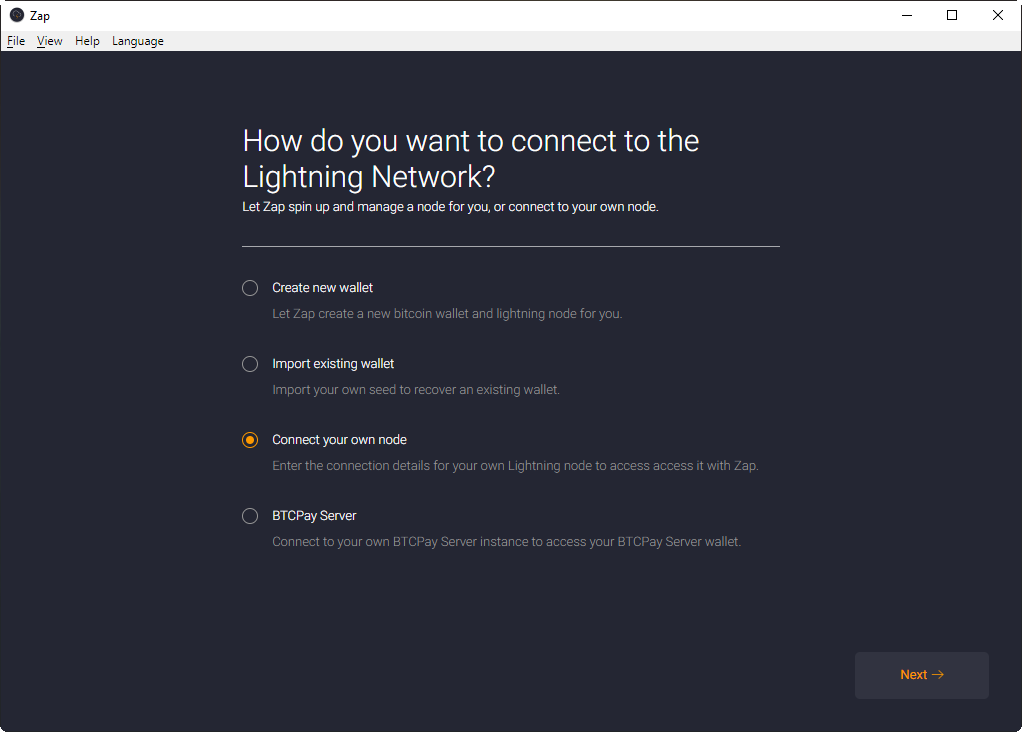 Zap
File View Help Language
How do you want to connect to the
Lightning Network?
Let Zap spin up and manage a node for you, or connect to your own node.
Create new wallet
Let Zap create a new bitcoin wallet and lightning node for you.
Import existing wallet
Import your own seed to recover an existing wallet.
Connect your own node
Enter the connection details for your own Lightning node to access access it with Zap.
BTCPay Server
Connect to your own BTCPay Server instance to access your BTCPay Server wallet.
Next →